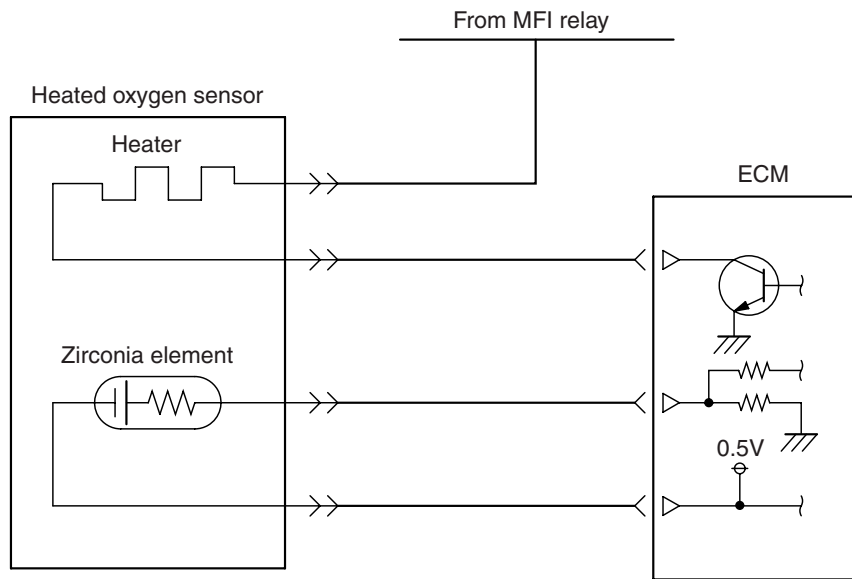 From MFI relay
Heated oxygen sensor
Heater
ECM
Zirconia element
0.5V